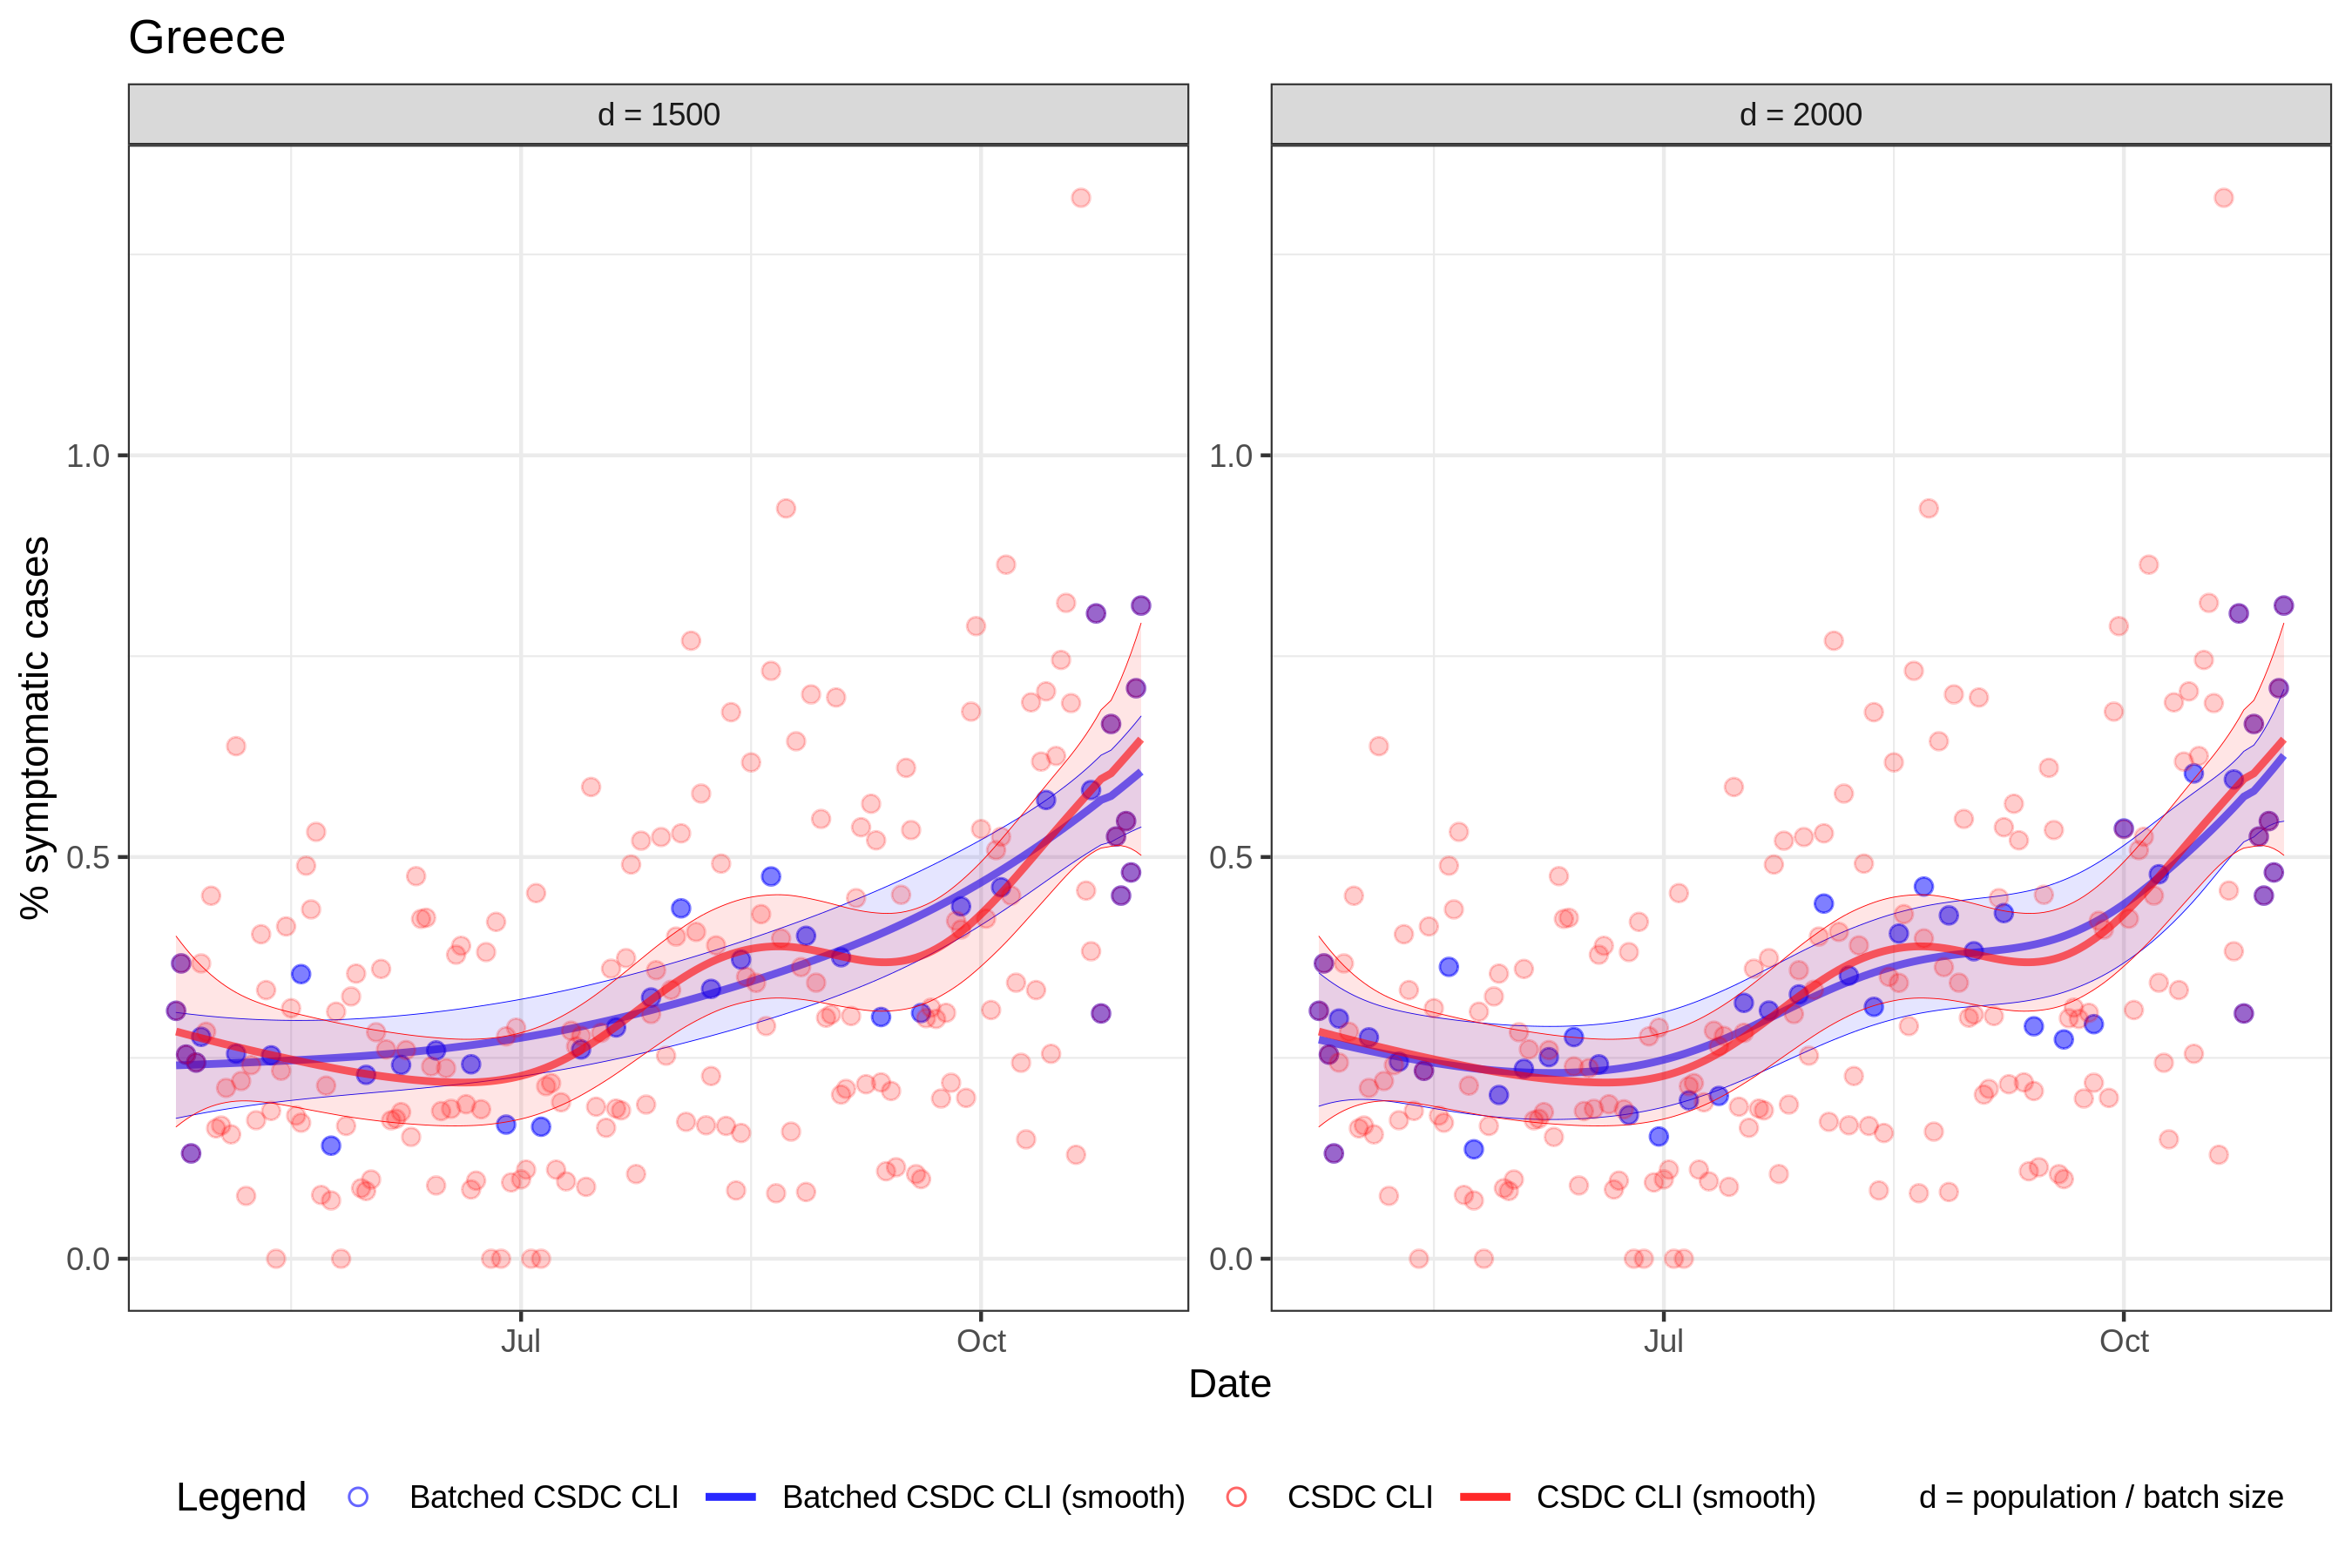 Greece
d = 1500
d = 2000
% symptomatic cases
1.0
0.5
0.0
1.0
0.5
0.0
Jul
Oct
Jul
Oct
Date
Legend Batched CSDC CLI Batched CSDC CLI (smooth) CSDC CLI CSDC CLI (smooth) d = population / batch size